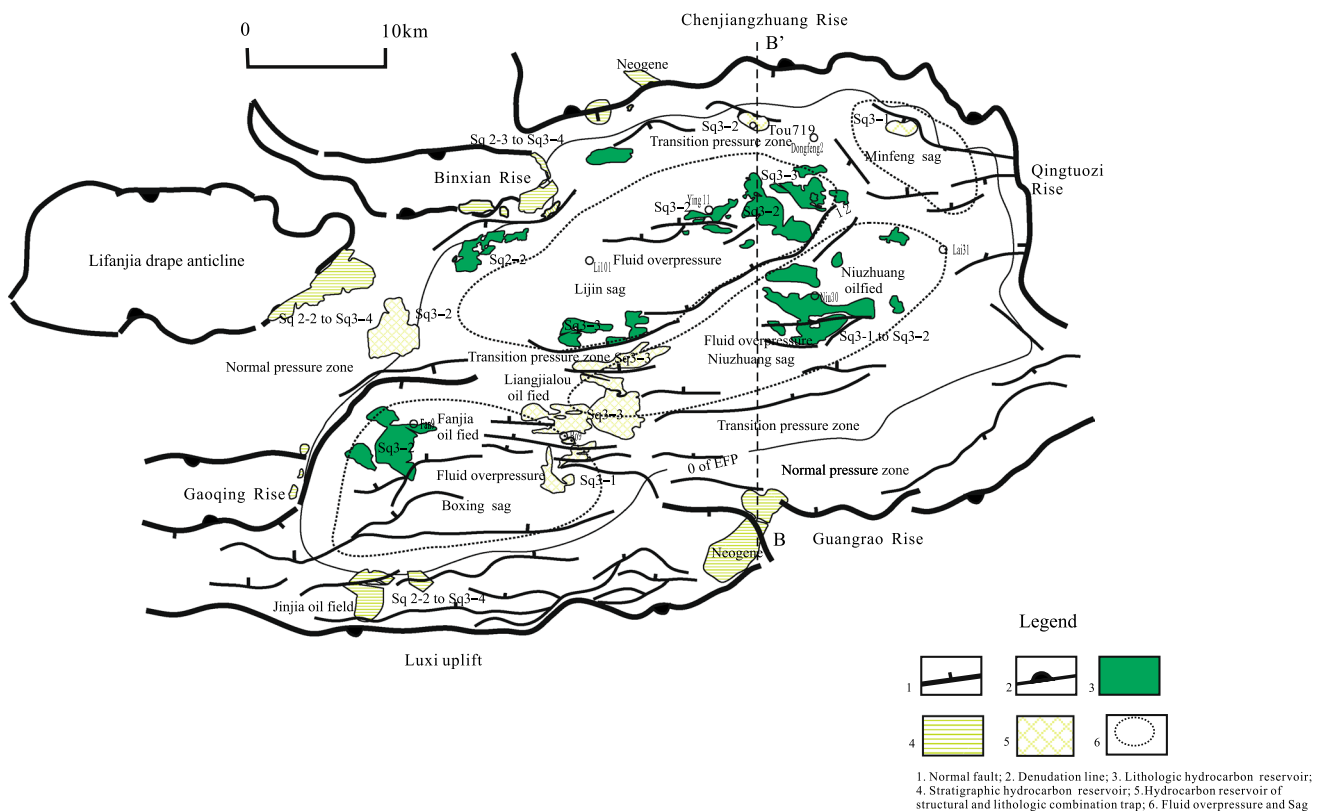 Chenjiangzhuang Rise
0 10km
B’
Neogene
Sq3-2
Tou719
Sq3-1
Sq 2-3 to Sq3-4
Transition pressure zone
Dongfeng2
Minfeng sag
Qingtuozi
Rise
Binxian Rise
Sq3-3
Ying11
Sq3-2
Sq3-2
1.2
Lai31
Lifanjia drape anticline
Sq2-2
Li101
Fluid overpressure
Niuzhuang
oilfied
Lijin sag
Niu30
Sq 2-2 to Sq3-4
Sq3-2
Sq3-3
Fluid overpressure
Sq3-1 to Sq3-2
Normal pressure zone
Transition pressure zone
Sq3-3
Niuzhuang sag
Liangjialou
oil fied
Fanjia
oil fied
Sq3-3
Transition pressure zone
Sq3-2
0 of EFP
Normal pressure zone
Fluid overpressure
Sq3-1
Gaoqing Rise
Boxing sag
B
Guangrao Rise
Neogene
Jinjia oil field
Sq 2-2 to Sq3-4
Luxi uplift
Legend
1 2 3
4 5 6
1. Normal fault; 2. Denudation line; 3. Lithologic hydrocarbon reservoir;
4. Stratigraphic hydrocarbon reservoir; 5.Hydrocarbon reservoir of
structural and lithologic combination trap; 6. Fluid overpressure and Sag